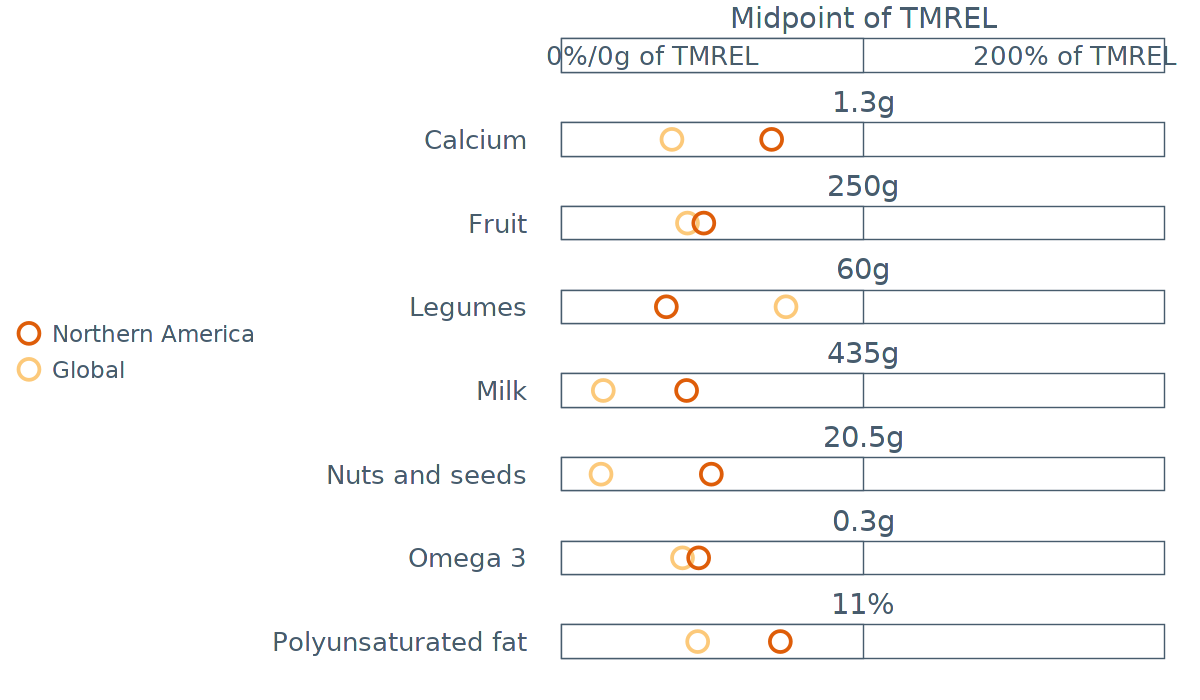 Midpoint of TMREL
0%/0g of TMREL 200% of TMREL
1.3g
Calcium
250g
Fruit
60g
Legumes
Northern America
Global
435g
Milk
20.5g
Nuts and seeds
0.3g
Omega 3
11%
Polyunsaturated fat